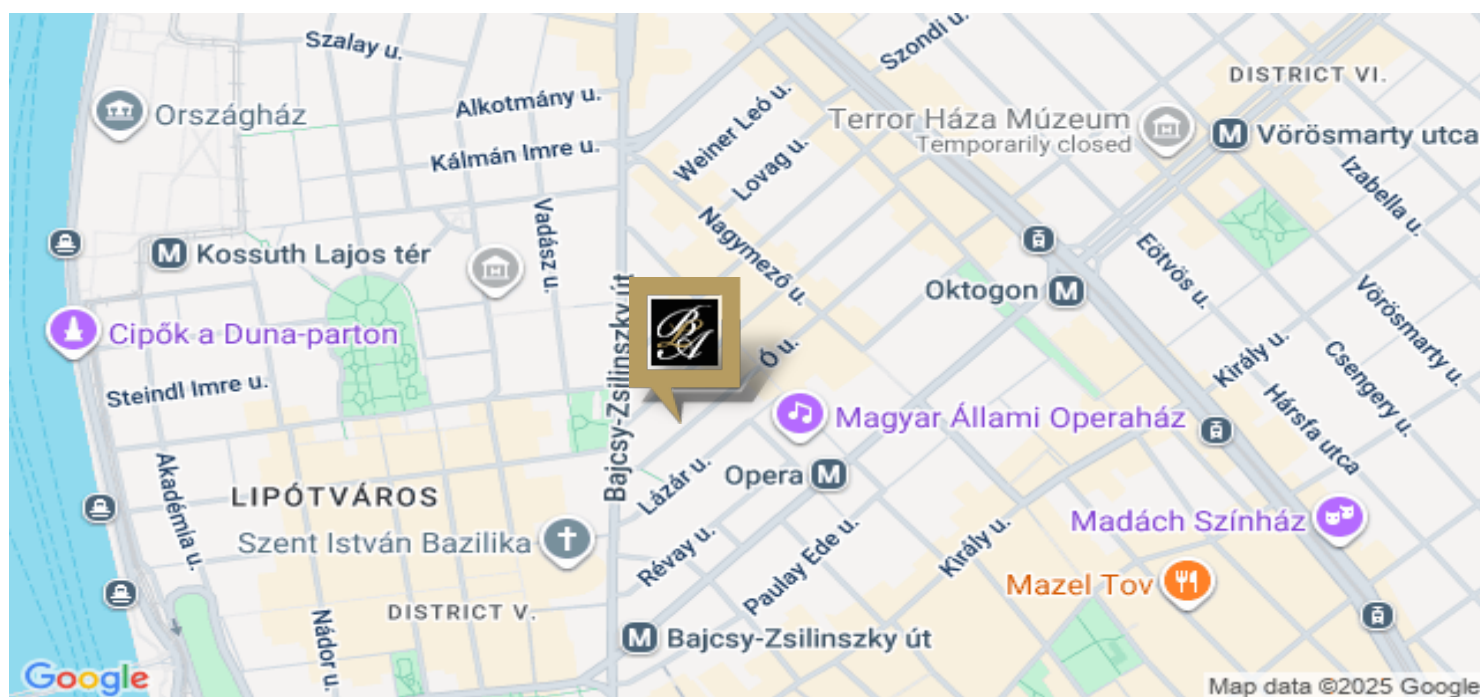 Szalay u.
Szondi u.
DISTRICT VI.
Országház
Alkotmány u.
Weiner Leó u.
Terror Háza Múzeum
Temporarily closed
Vörösmarty utca
Kálmán Imre u.
Lovag u.
Izabella u.
Vadász u.
Nagymező u.
Kossuth Lajos tér
Eötvös u.
Oktogon
Vörösmarty u.
Cipők a Duna-parton
Bajcsy-Zsilinszky út
BLA
Ó u.
Király u.
Csengery u.
Steindl Imre u.
Hársfa utca
Magyar Állami Operaház
Akadémia u.
Lázár u.
Opera
LIPÓTVÁROS
Szent István Bazilika
Madách Színház
Révay u.
Paulay Ede u.
Király u.
Mazel Tov
DISTRICT V.
Nádor u.
Bajcsy-Zsilinszky út
Google
Map data ©2025 Google